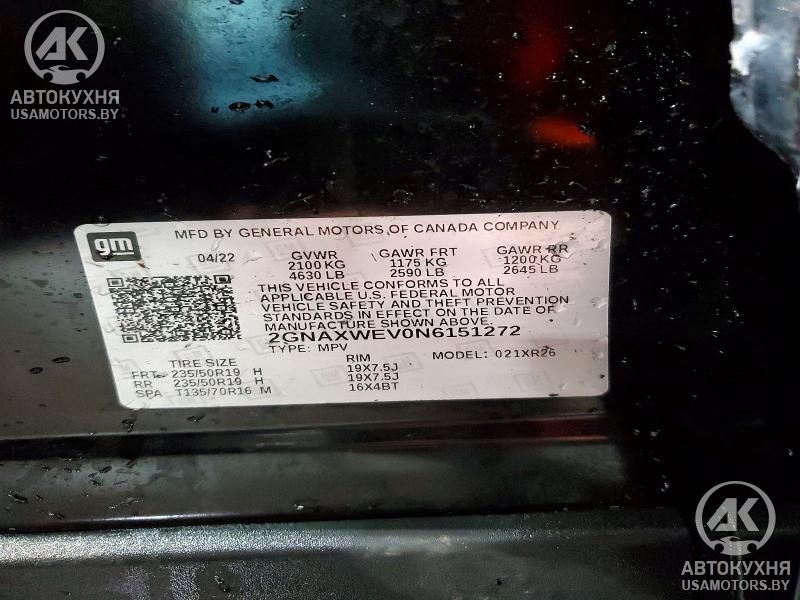 AK
АВТОКУХНЯ
USAMOTORS.BY
gm
MFD BY GENERAL MOTORS OF CANADA COMPANY
04/22 GVWR GAWR FRT GAWR RR
2100 KG 1175 KG 1200 KG
4630 LB 2590 LB 2645 LB
THIS VEHICLE CONFORMS TO ALL
APPLICABLE U.S. FEDERAL MOTOR
VEHICLE SAFETY AND THEFT PREVENTION
STANDARDS IN EFFECT ON THE DATE OF
MANUFACTURE SHOWN ABOVE
2GNAXWEV0N6151272
TYPE: MPV MODEL: 021XR26
TIRE SIZE RIM
FRT 235/50R19 H 19X7.5J
RR 235/50R19 H 19X7.5J
SPA T135/70R16 M 16X4BT
AK
АВТОКУХНЯ
USAMOTORS.BY